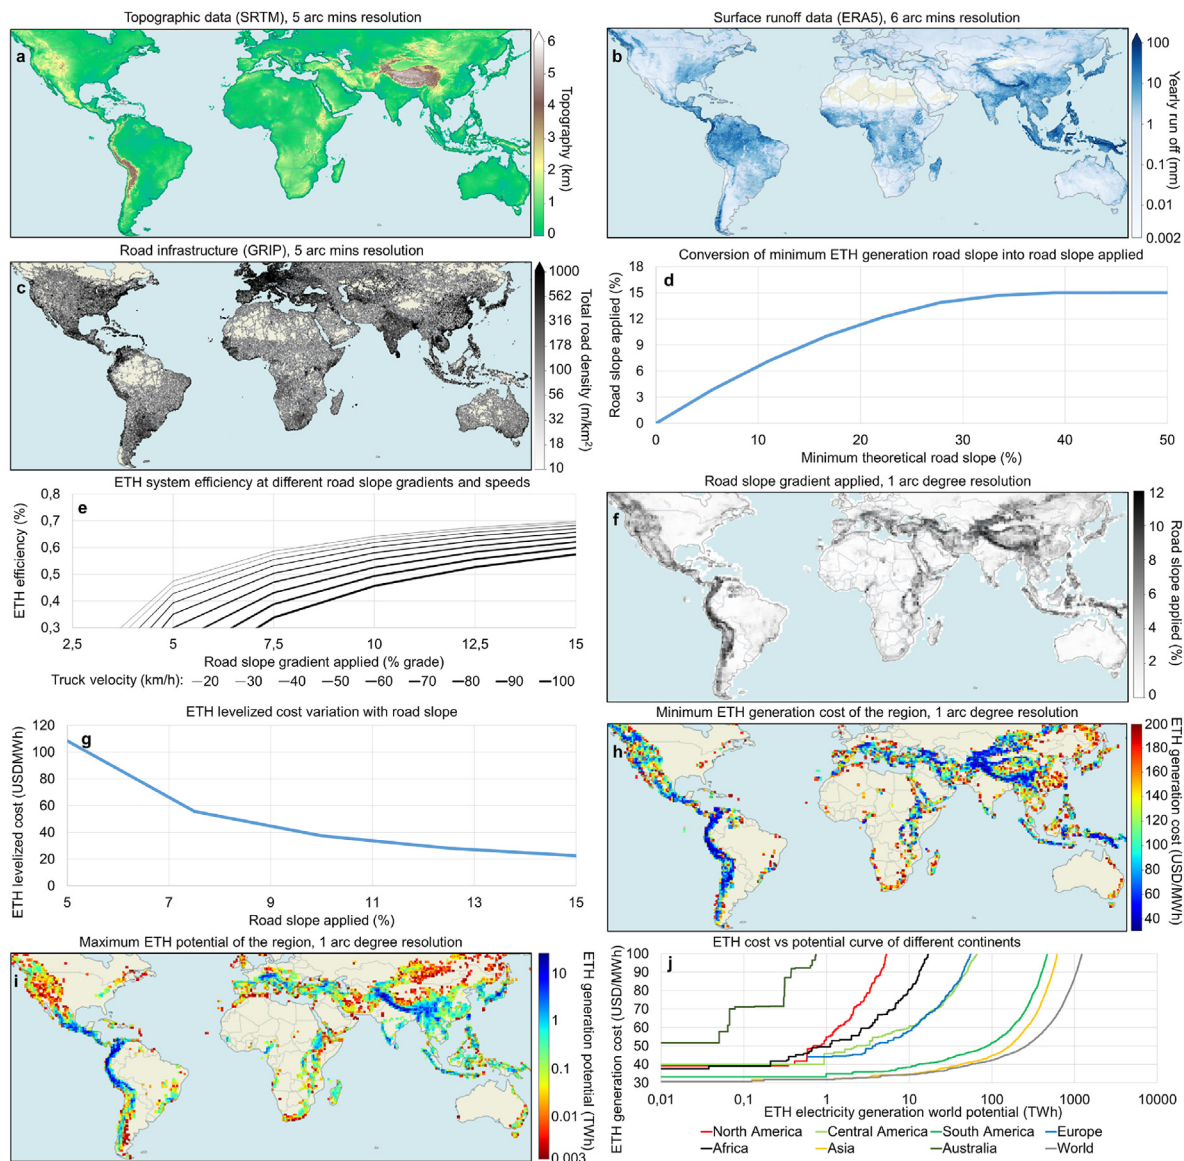 Topographic data (SRTM), 5 arc mins resolution
a
6
5
4
3
2
1
0
Topography (km)
Surface runoff data (ERA5), 6 arc mins resolution
b
100
10
1
0.1
0.01
0.002
Yearly run off (mm)
Road infrastructure (GRIP), 5 arc mins resolution
c
1000
562
316
178
100
56
32
18
10
Total road density (m/km²)
Conversion of minimum ETH generation road slope into road slope applied
d
18
15
12
9
6
3
0
Road slope applied (%)
0 10 20 30 40 50
Minimum theoretical road slope (%)
ETH system efficiency at different road slope gradients and speeds
e
0,8
0,7
0,6
0,5
0,4
0,3
ETH efficiency (%)
2,5 5 7,5 10 12,5 15
Road slope gradient applied (% grade)
Truck velocity (km/h): 20 30 40 50 60 70 80 90 100
Road slope gradient applied, 1 arc degree resolution
f
12
10
8
6
4
2
0
Road slope applied (%)
ETH levelized cost variation with road slope
g
120
100
80
60
40
20
0
ETH levelized cost (USDMWh)
5 7 9 11 13 15
Road slope applied (%)
Minimum ETH generation cost of the region, 1 arc degree resolution
h
200
180
160
140
130
100
90
80
60
40
ETH generation cost (USD/MWh)
Maximum ETH potential of the region, 1 arc degree resolution
i
10
1
0.1
0.01
0.003
ETH generation potential (TWh)
ETH cost vs potential curve of different continents
j
100
90
80
70
60
50
40
30
ETH generation cost (USD/MWh)
0,01 0,1 1 10 100 1000 10000
ETH electricity generation world potential (TWh)
North America Central America South America Europe
Africa Asia Australia World